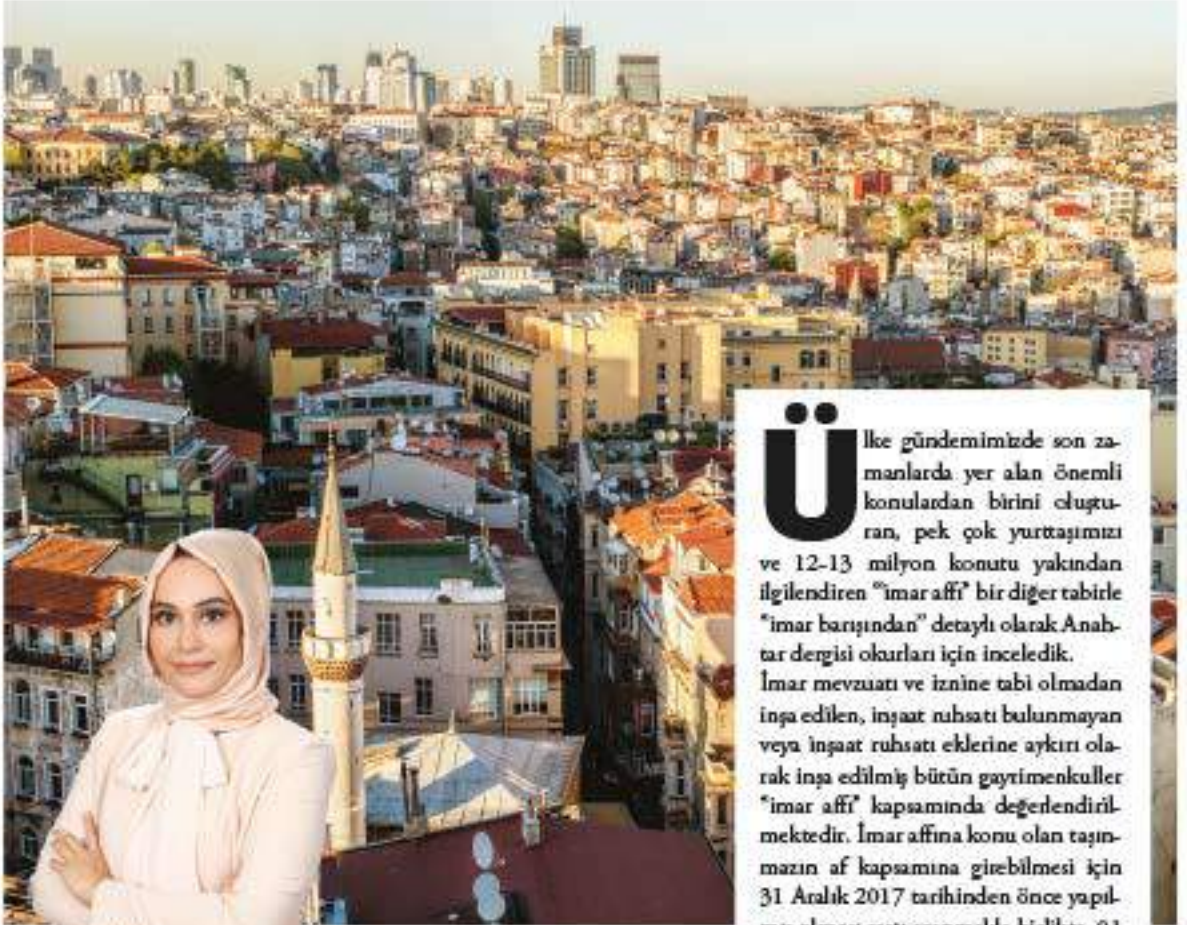 Ülke gündemimizde son za-
manlarda yer alan önemli
konulardan birini oluştu-
ran, pek çok yurttaşımızı
ve 12-13 milyon konutu yakından
ilgilendiren "imar affı" bir diğer tabirle
"imar barışından" detaylı olarak Anah-
tar dergisi okurları için inceledik.
İmar mevzuatı ve iznine tabi olmadan
inşa edilen, inşaat ruhsatı bulunmayan
veya inşaat ruhsatı eklerine aykırı ola-
rak inşa edilmiş bütün gayrimenkuller
"imar affı" kapsamında değerlendiril-
mektedir. İmar affına konu olan taşın-
mazın af kapsamına girebilmesi için
31 Aralık 2017 tarihinden önce yapıl-